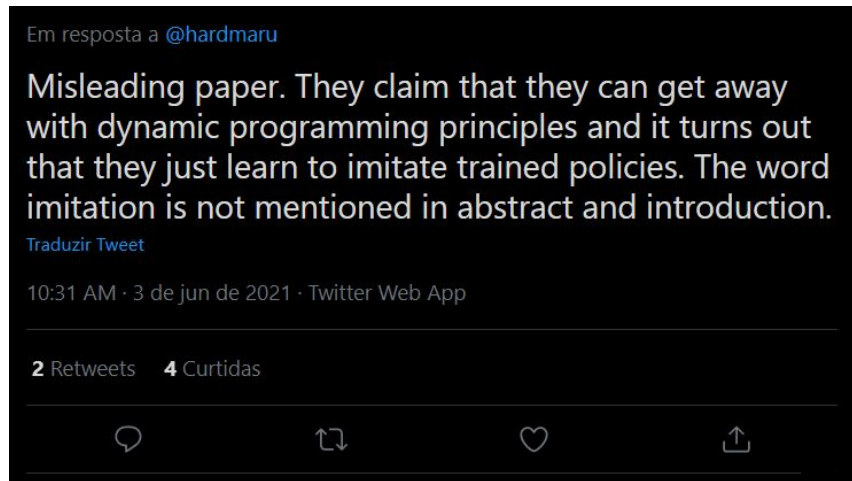 Em resposta a @hardmaru
Misleading paper. They claim that they can get away
with dynamic programming principles and it turns out
that they just learn to imitate trained policies. The word
imitation is not mentioned in abstract and introduction.
Traduzir Tweet
10:31 AM · 3 de jun de 2021 · Twitter Web App
2 Retweets 4 Curtidas